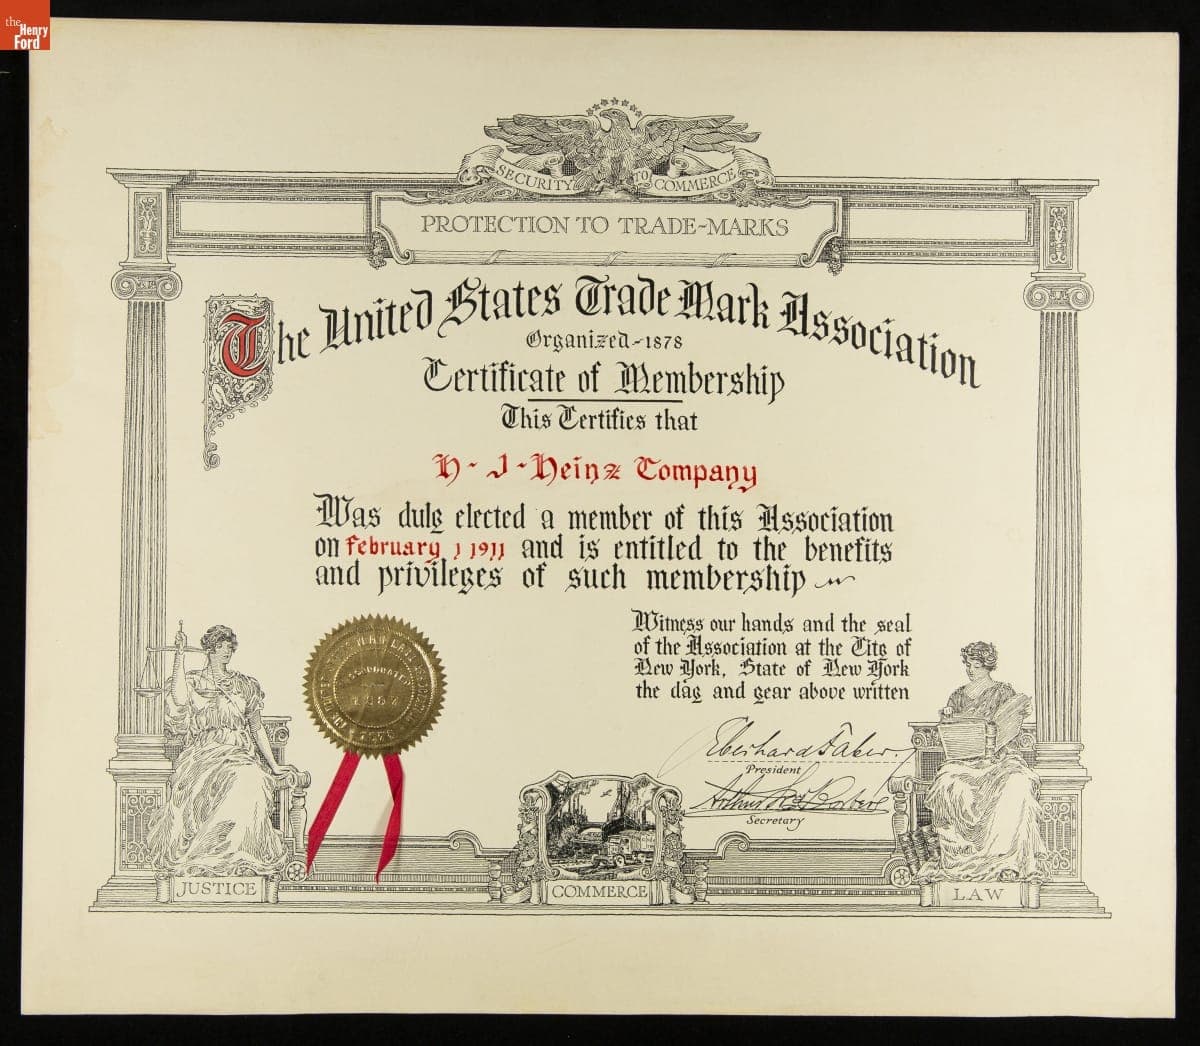 the
Henry
Ford
SECURITY TO COMMERCE
PROTECTION TO TRADE-MARKS
The United States Trade Mark Association
Organized-1878
Certificate of Membership
This Certifies that
H-J-Heinz Company
Was duly elected a member of this Association
on February 1 1911 and is entitled to the benefits
and privileges of such membership
Witness our hands and the seal
of the Association at the City of
New York, State of New York
the day and year above written
Eberhard Faber.
President
Secretary
JUSTICE
COMMERCE
LAW